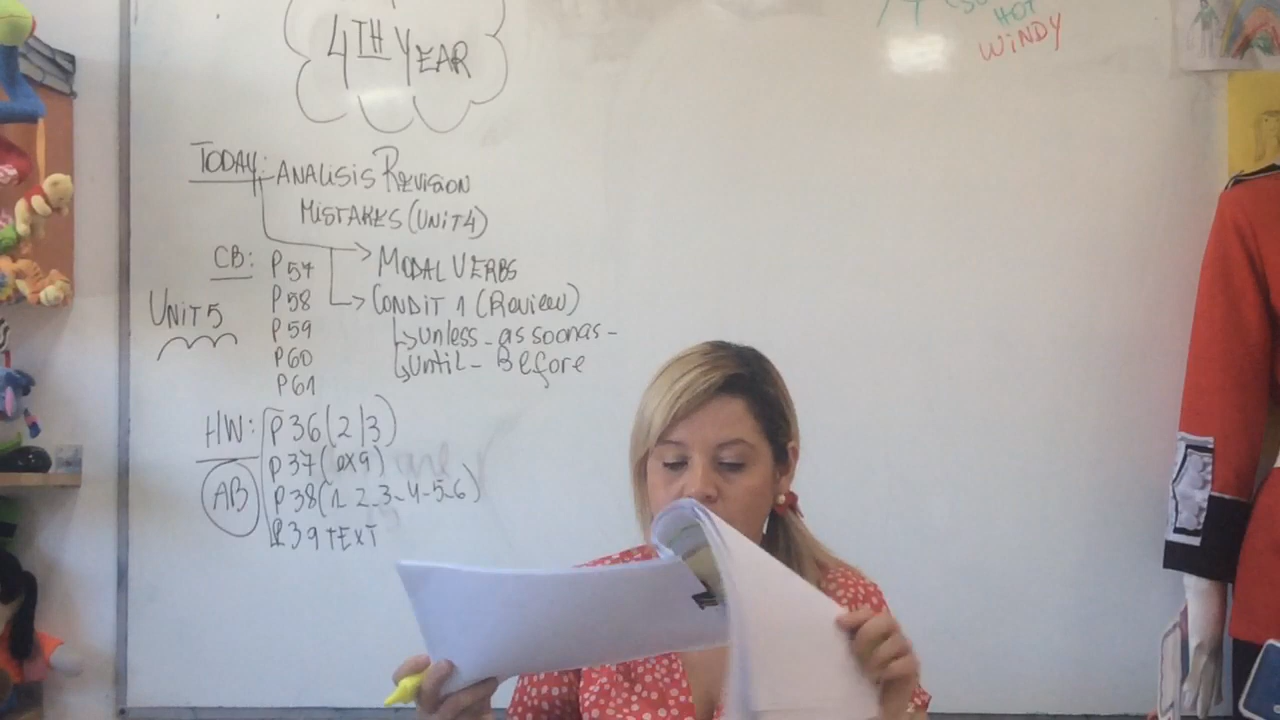 4TH YEAR
HOT
WINDY
TODAY: ANALISIS REVISION
MISTAKES (UNIT 4)
CB: P57 → MODAL VERBS
UNIT 5 P58 → CONDIT 1 (Review)
P59 ↳ unless - as soon as -
P60 ↳ until - Before
P61
HW: P36 (2/3)
P37 (ex9)
AB P38 (1-2-3-4-5-6)
P39 TEXT